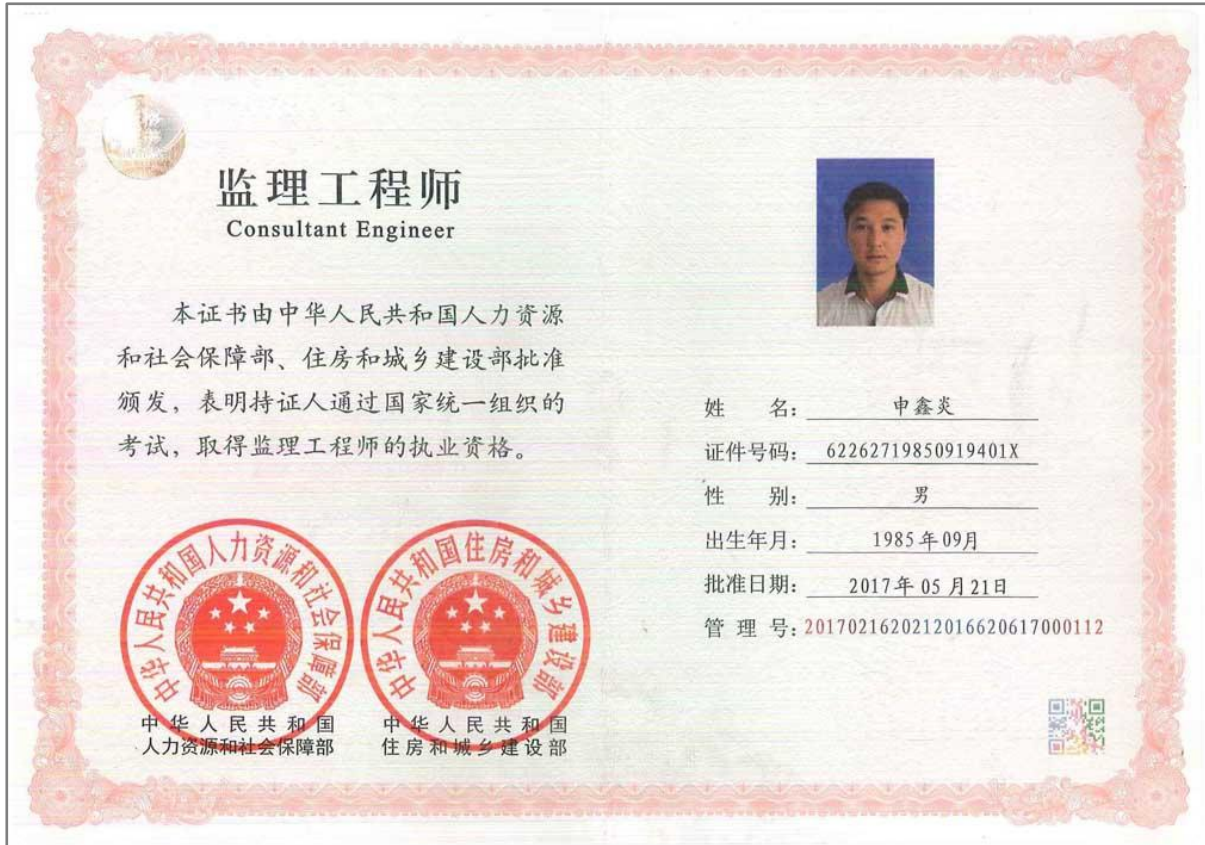 监理工程师
Consultant Engineer
本证书由中华人民共和国人力资源
和社会保障部、住房和城乡建设部批准
颁发，表明持证人通过国家统一组织的
考试，取得监理工程师的执业资格。
中华人民共和国人力资源和社会保障部
中华人民共和国
人力资源和社会保障部
中华人民共和国住房和城乡建设部
中华人民共和国
住房和城乡建设部
姓 名：申鑫炎
证件号码：62262719850919401X
性 别：男
出生年月：1985年09月
批准日期：2017年05月21日
管 理 号：2017021620212016620617000112